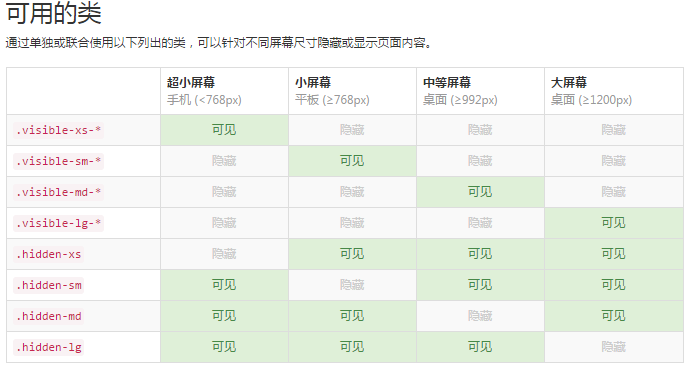 可用的类
通过单独或联合使用以下列出的类，可以针对不同屏幕尺寸隐藏或显示页面内容。
超小屏幕 小屏幕 中等屏幕 大屏幕
手机 (<768px) 平板 (≥768px) 桌面 (≥992px) 桌面 (≥1200px)
.visible-xs-* 可见 隐藏 隐藏 隐藏
.visible-sm-* 隐藏 可见 隐藏 隐藏
.visible-md-* 隐藏 隐藏 可见 隐藏
.visible-lg-* 隐藏 隐藏 隐藏 可见
.hidden-xs 隐藏 可见 可见 可见
.hidden-sm 可见 隐藏 可见 可见
.hidden-md 可见 可见 隐藏 可见
.hidden-lg 可见 可见 可见 隐藏